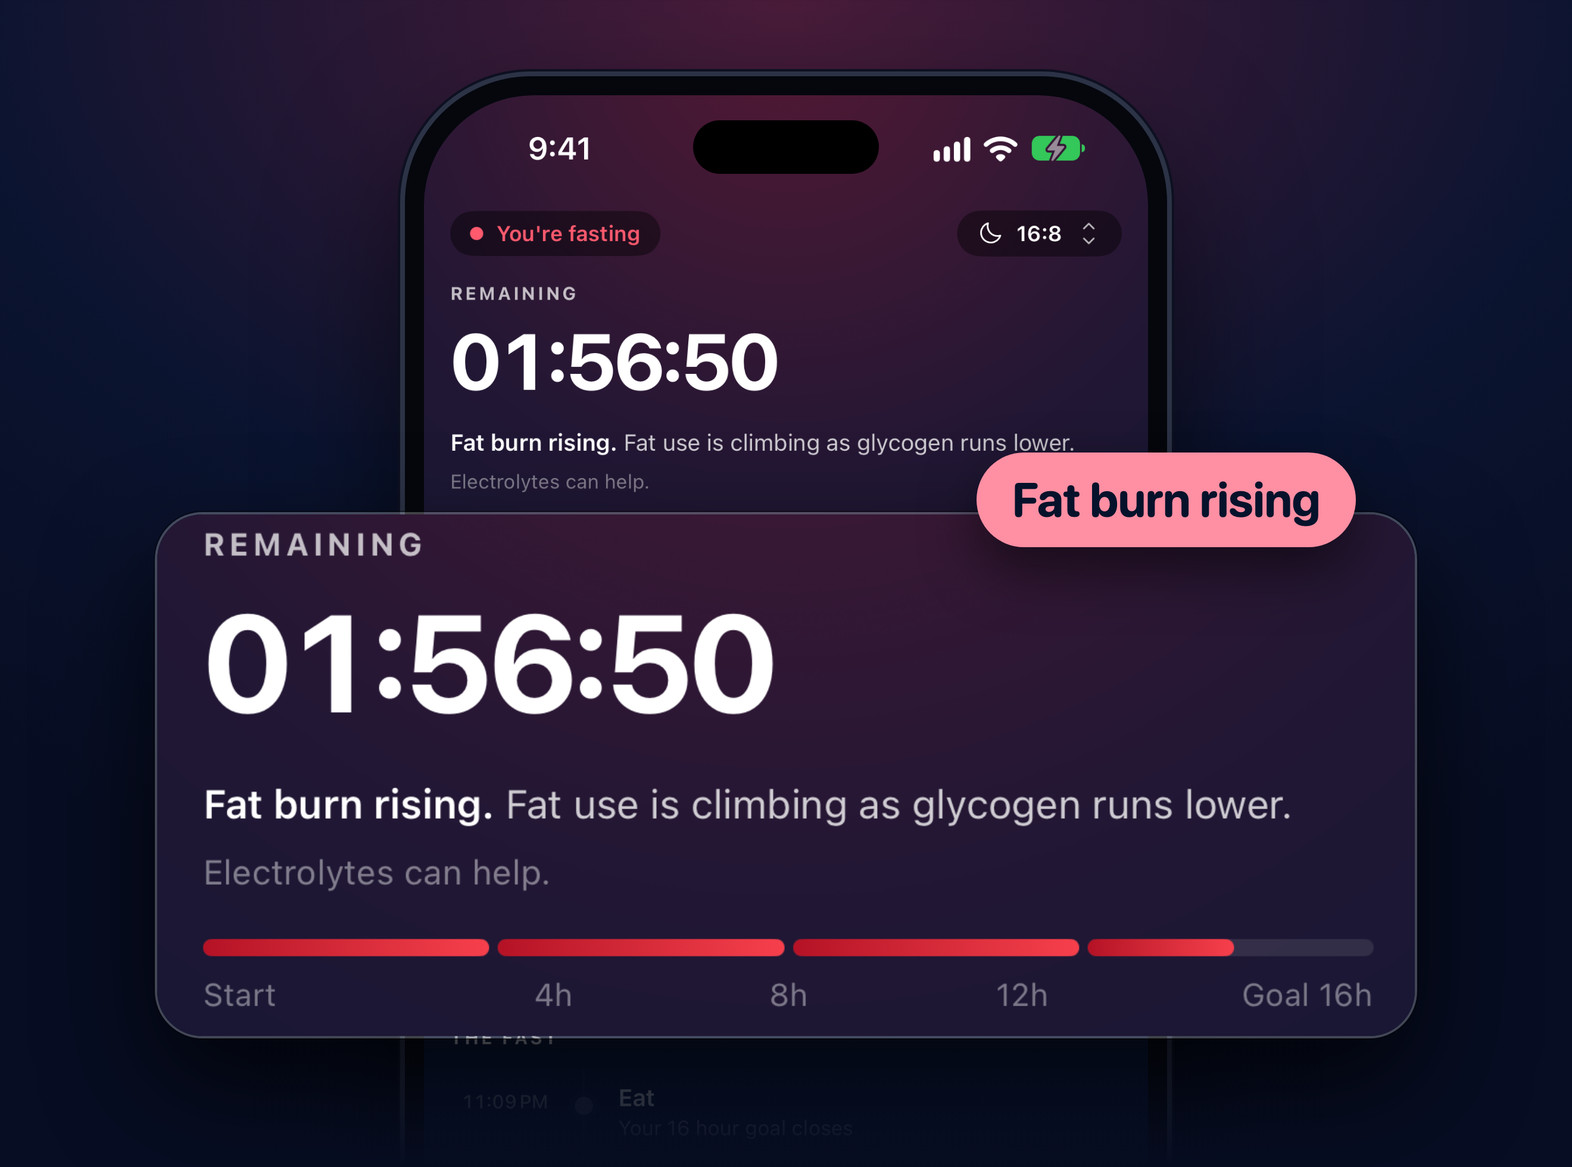 9:41
You're fasting
16:8
REMAINING
01:56:50
Fat burn rising. Fat use is climbing as glycogen runs lower.
Electrolytes can help.
Fat burn rising
REMAINING
01:56:50
Fat burn rising. Fat use is climbing as glycogen runs lower.
Electrolytes can help.
Start 4h 8h 12h Goal 16h
THE FAST
11:09 PM Eat
Your 16 hour goal closes